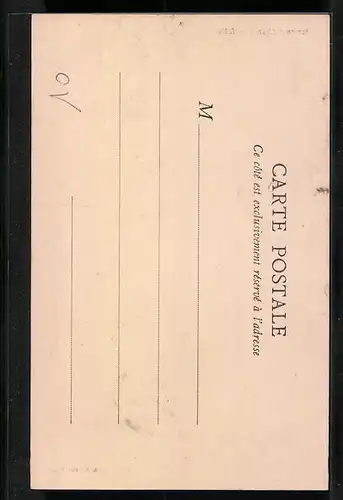 CARTE POSTALE
Ce côté est exclusivement réservé à l'adresse
M